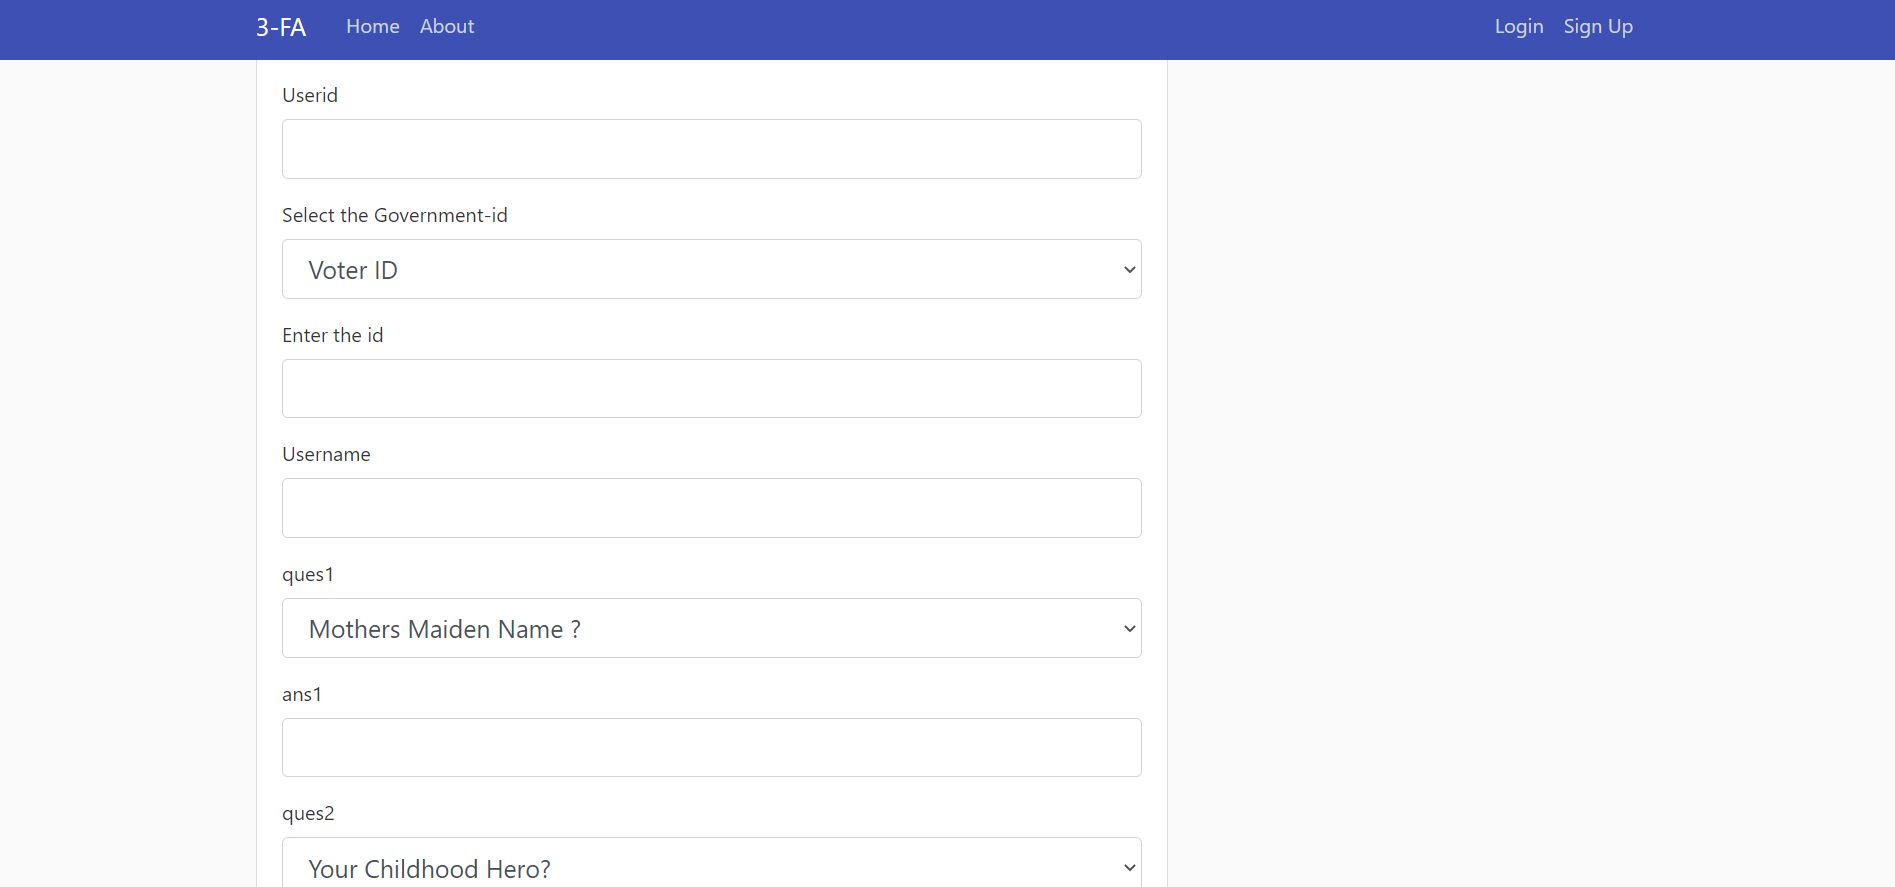 3-FA Home About Login Sign Up
Userid
Select the Government-id
Voter ID
Enter the id
Username
ques1
Mothers Maiden Name ?
ans1
ques2
Your Childhood Hero?